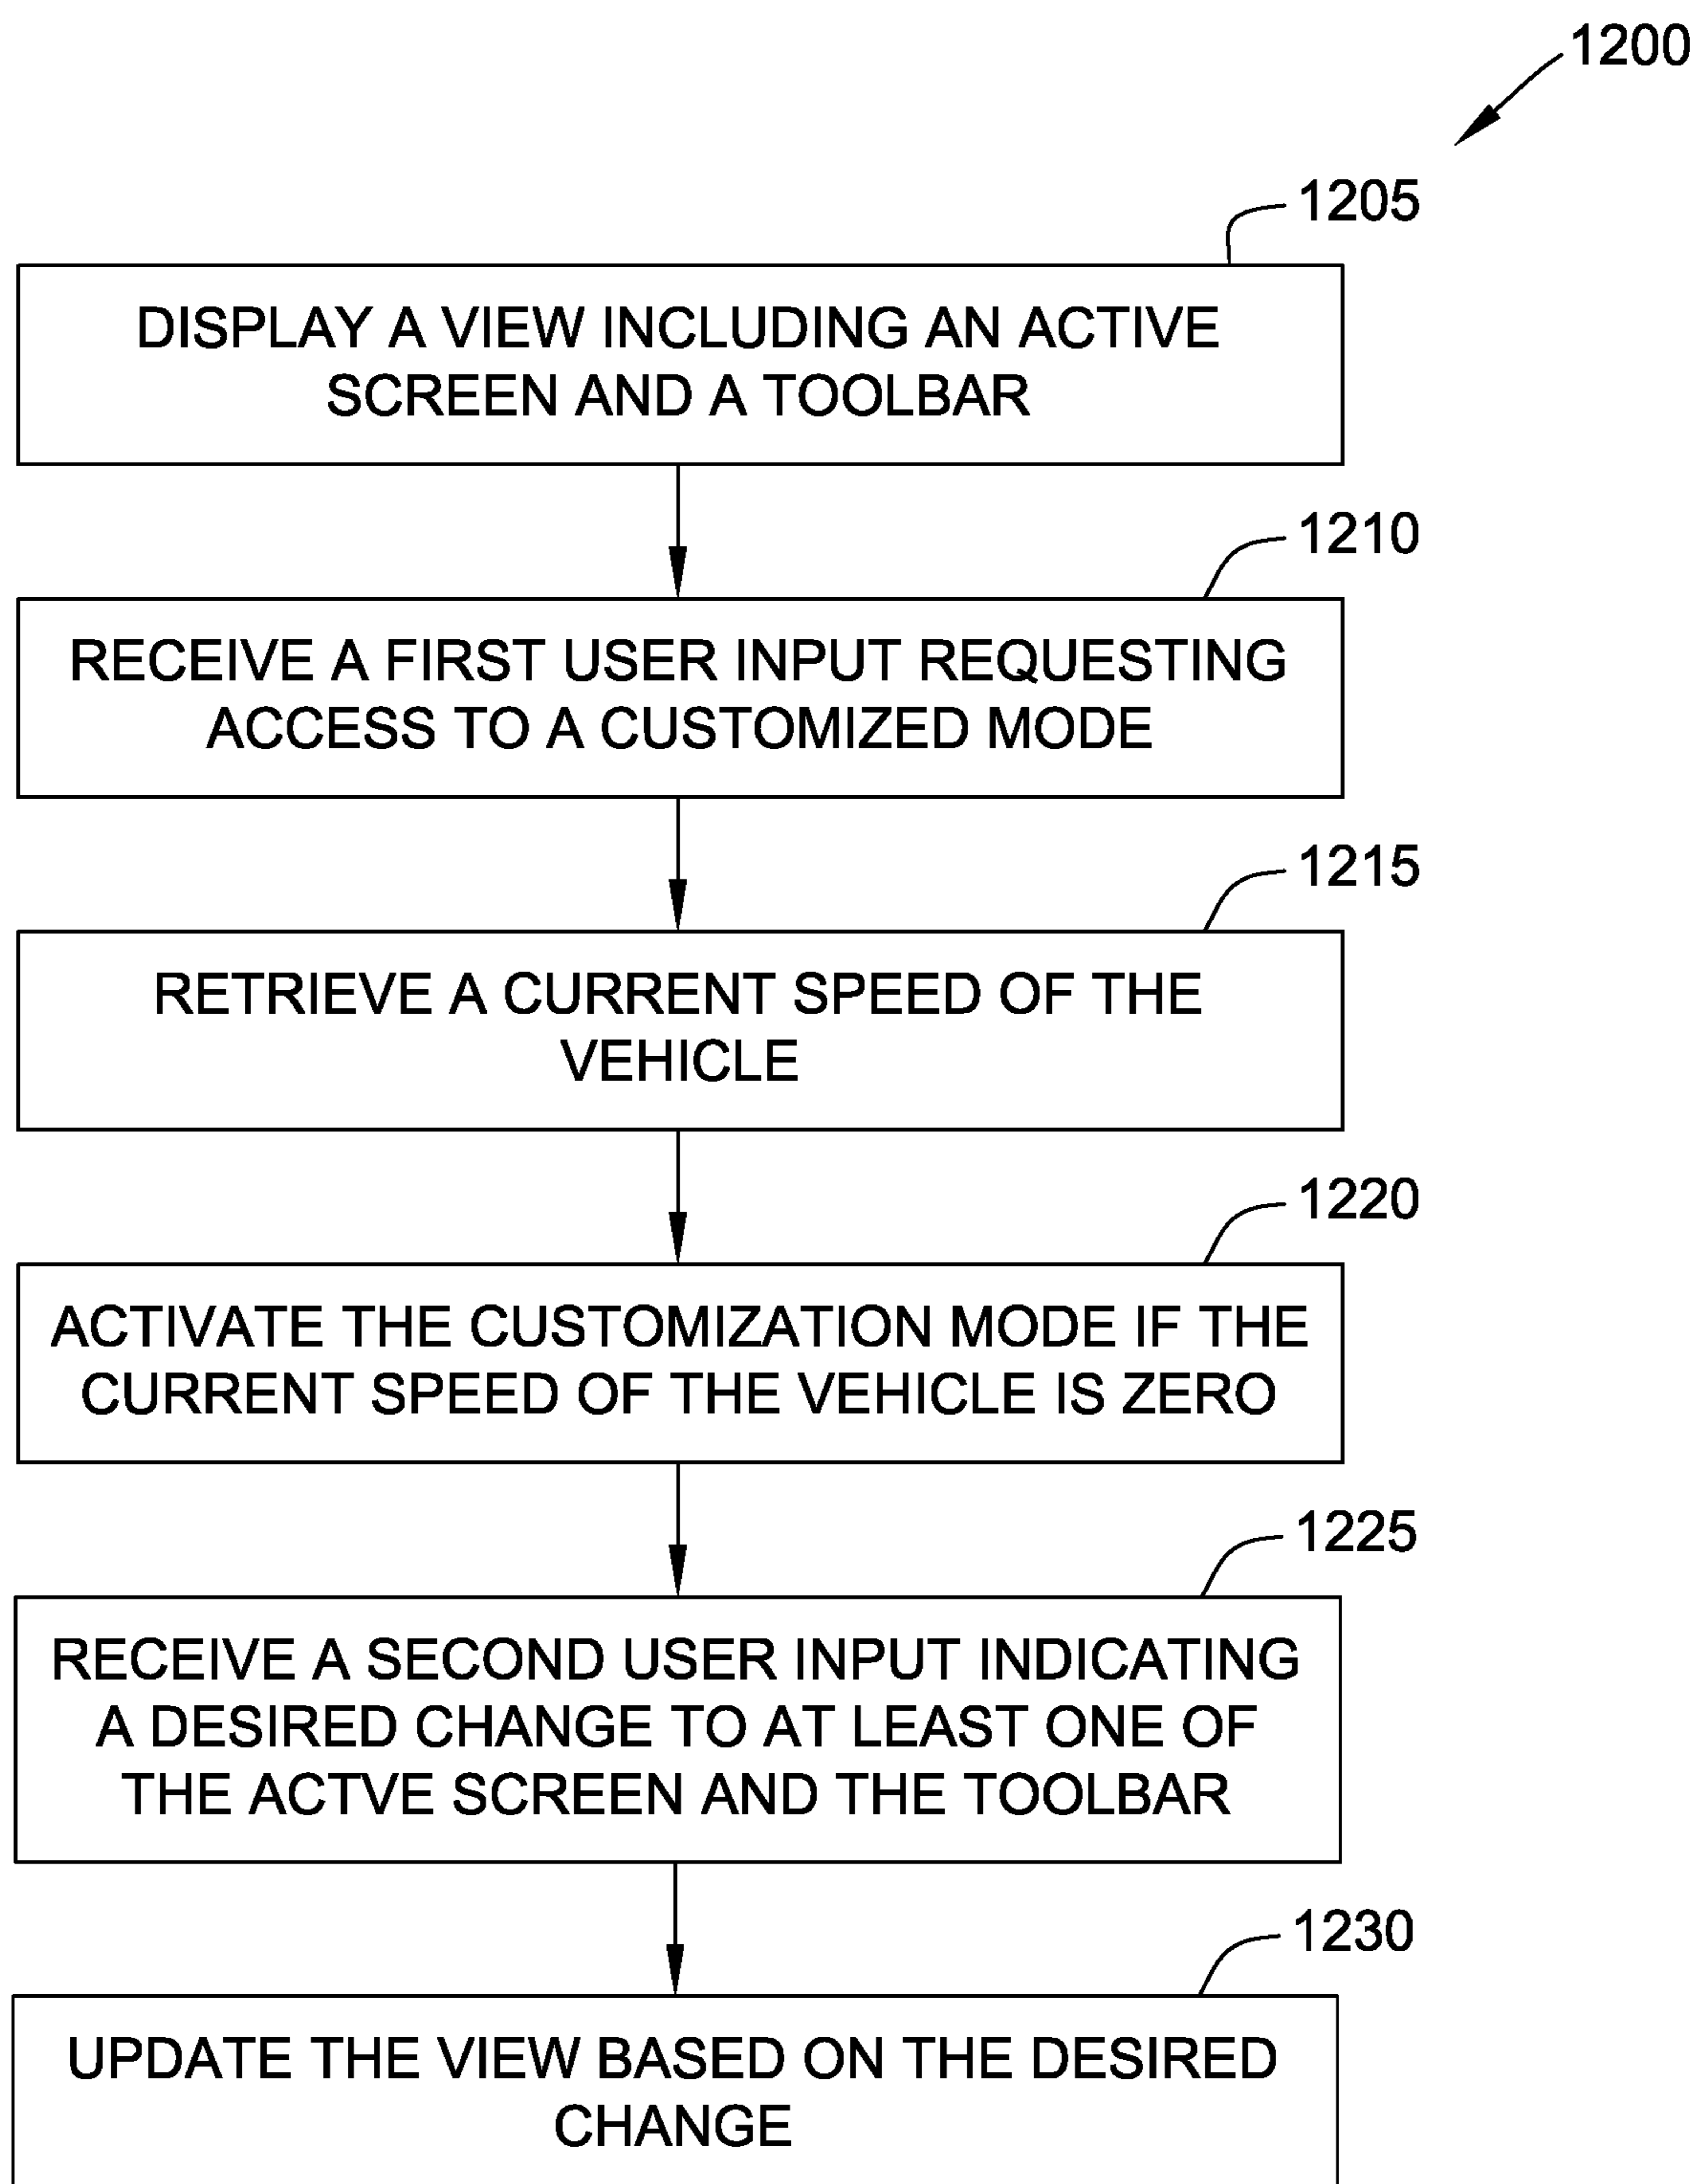 1200
1205
DISPLAY A VIEW INCLUDING AN ACTIVE
SCREEN AND A TOOLBAR
1210
RECEIVE A FIRST USER INPUT REQUESTING
ACCESS TO A CUSTOMIZED MODE
1215
RETRIEVE A CURRENT SPEED OF THE
VEHICLE
1220
ACTIVATE THE CUSTOMIZATION MODE IF THE
CURRENT SPEED OF THE VEHICLE IS ZERO
1225
RECEIVE A SECOND USER INPUT INDICATING
A DESIRED CHANGE TO AT LEAST ONE OF
THE ACTVE SCREEN AND THE TOOLBAR
1230
UPDATE THE VIEW BASED ON THE DESIRED
CHANGE